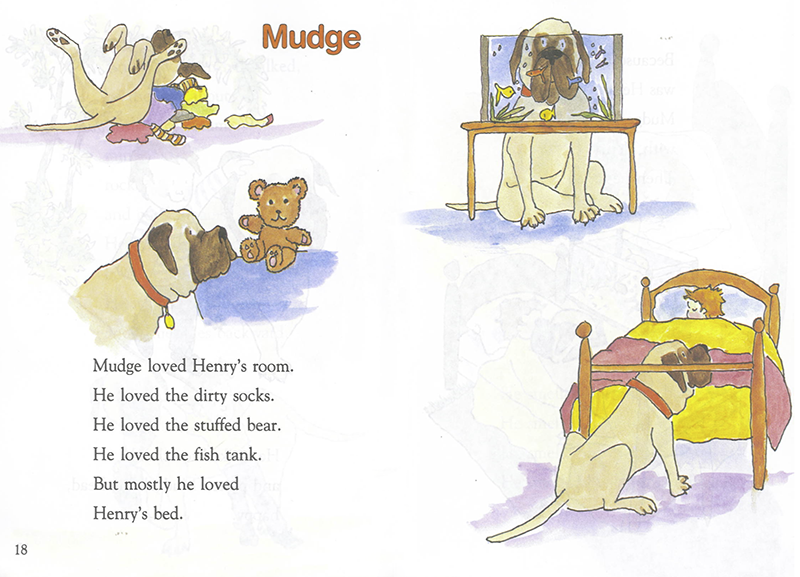 Mudge
Mudge loved Henry's room.
He loved the dirty socks.
He loved the stuffed bear.
He loved the fish tank.
But mostly he loved
Henry's bed.
18